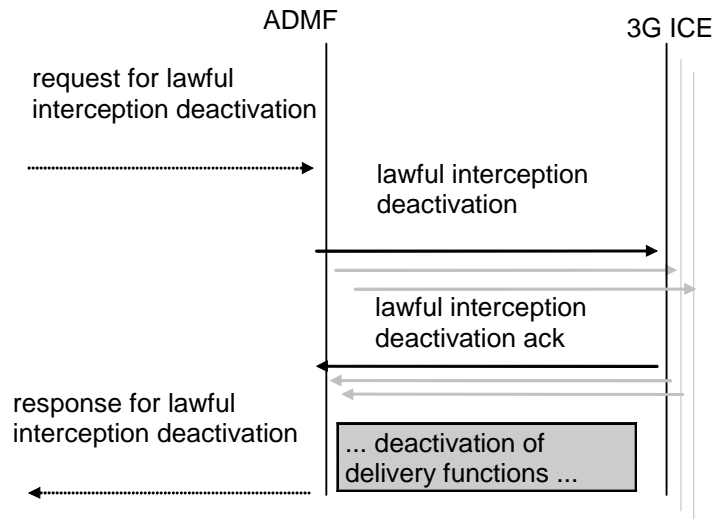 ADMF
3G ICE
request for lawful
interception deactivation
lawful interception
deactivation
lawful interception
deactivation ack
response for lawful
interception deactivation
... deactivation of
delivery functions ...